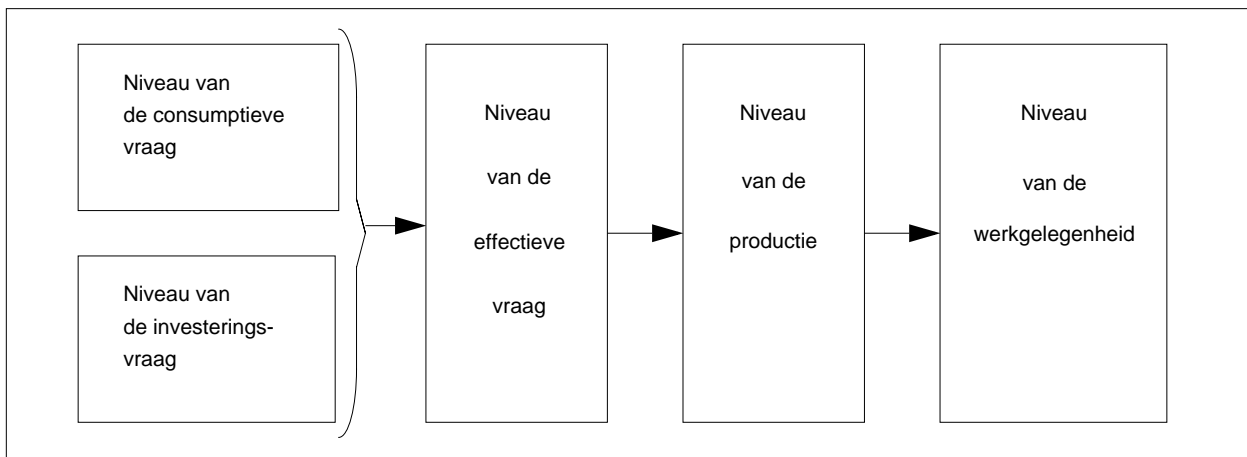 Niveau van
de consumptieve
vraag
Niveau van
de investerings-
vraag
Niveau
van de
effectieve
vraag
Niveau
van de
productie
Niveau
van de
werkgelegenheid